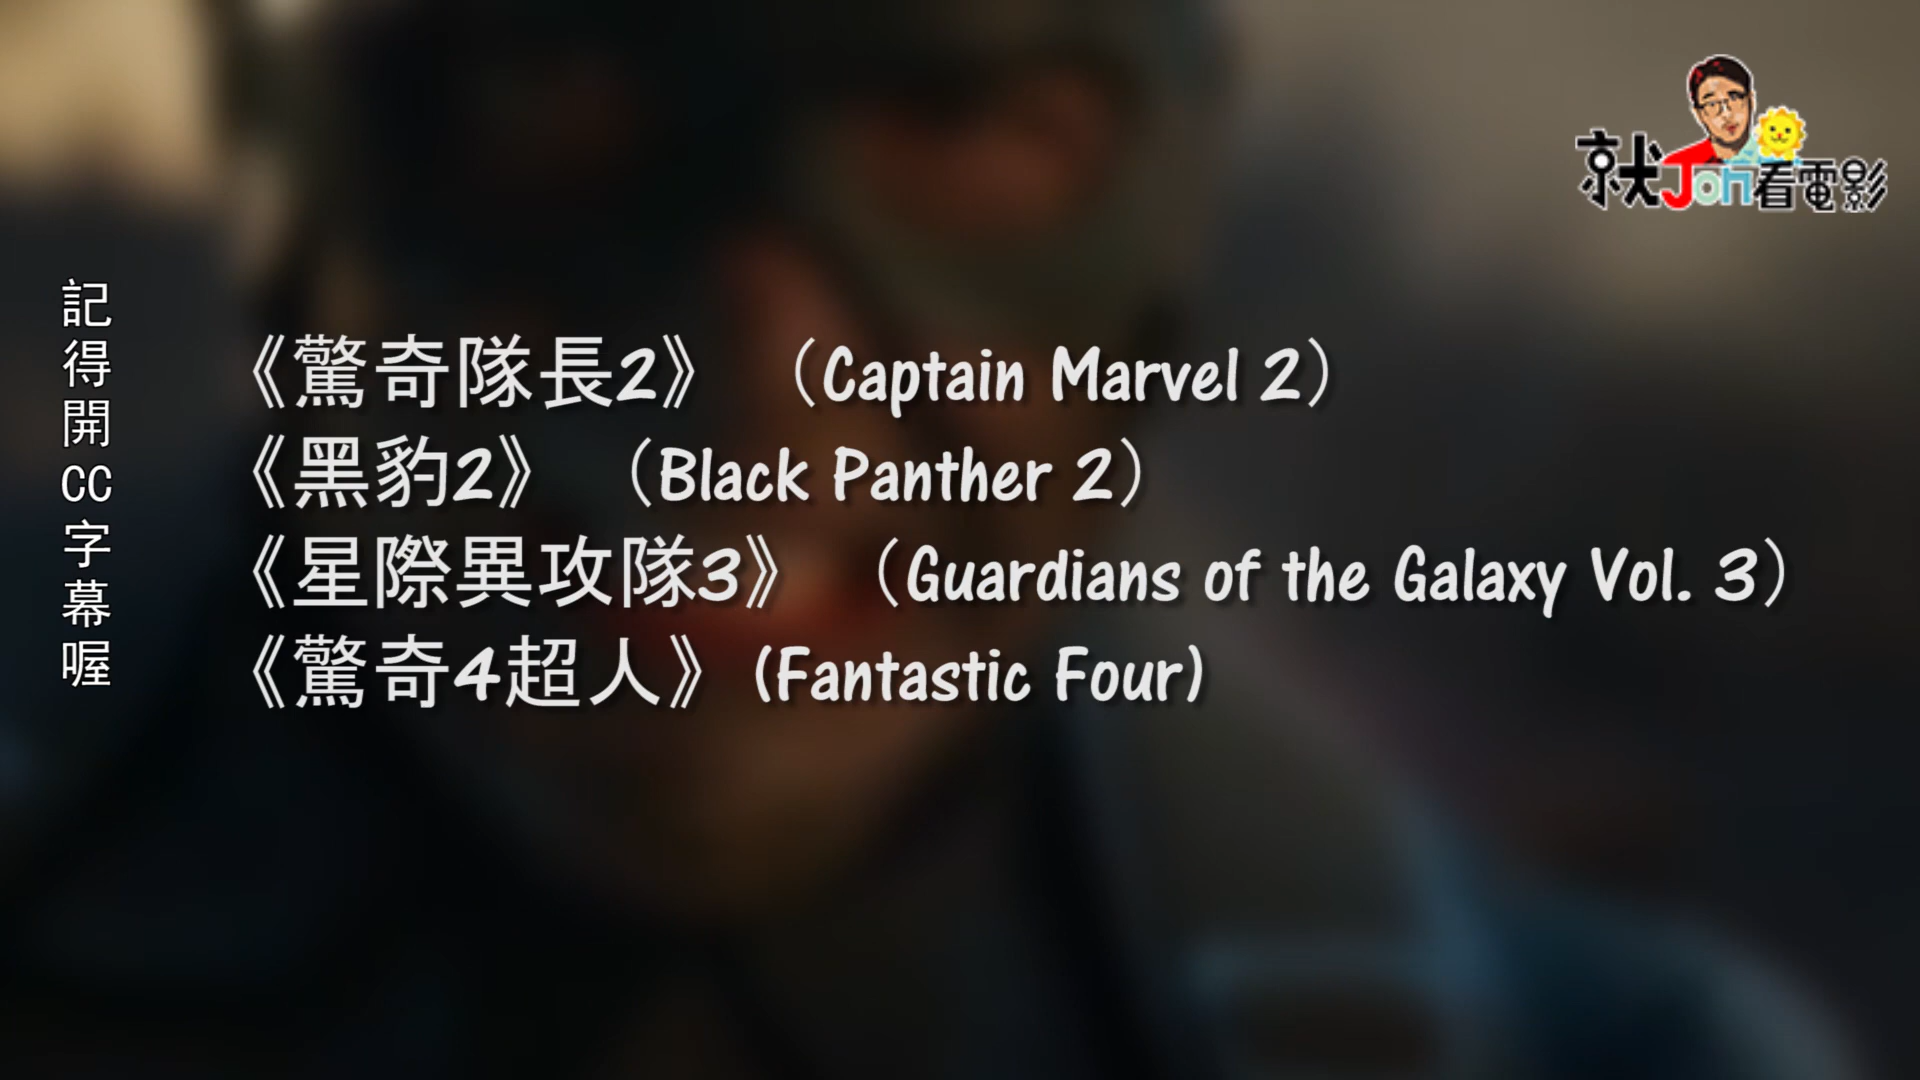 就Jon看電影
記得開CC字幕喔
《驚奇隊長2》 （Captain Marvel 2）
《黑豹2》 （Black Panther 2）
《星際異攻隊3》 （Guardians of the Galaxy Vol. 3）
《驚奇4超人》 (Fantastic Four)